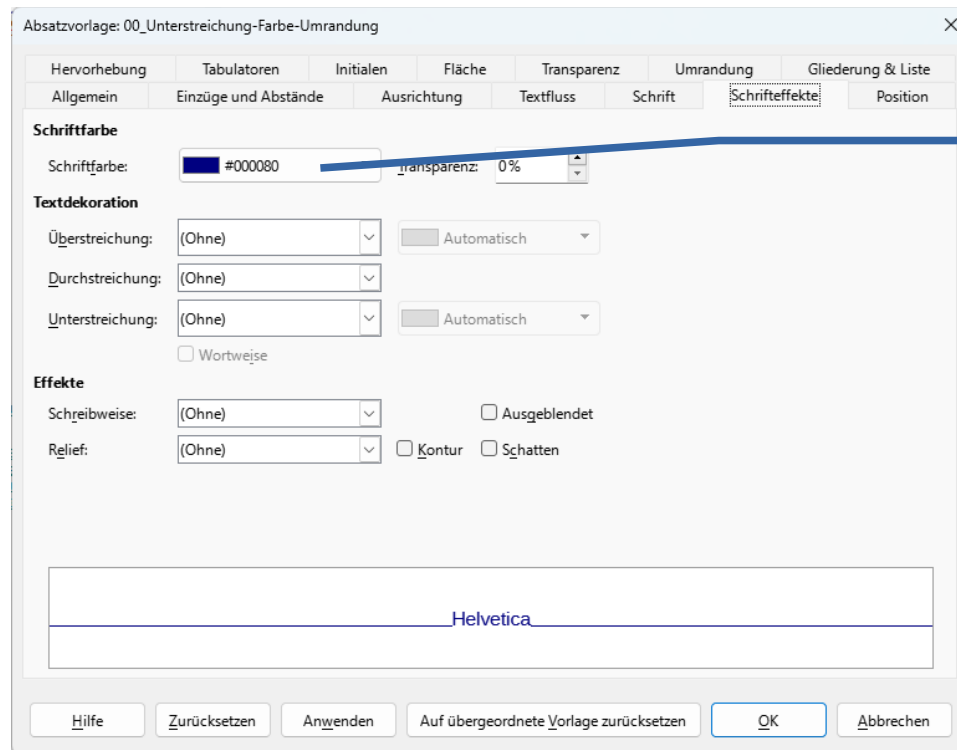 Absatzvorlage: 00_Unterstreichung-Farbe-Umrandung
Hervorhebung Tabulatoren Initialen Fläche Transparenz Umrandung Gliederung & Liste
Allgemein Einzüge und Abstände Ausrichtung Textfluss Schrift Schrifteffekte Position
Schriftfarbe
Schriftfarbe: #000080 Transparenz: 0%
Textdekoration
Überstreichung: (Ohne) Automatisch
Durchstreichung: (Ohne)
Unterstreichung: (Ohne) Automatisch
Wortweise
Effekte
Schreibweise: (Ohne) Ausgeblendet
Relief: (Ohne) Kontur Schatten
Helvetica
Hilfe Zurücksetzen Anwenden Auf übergeordnete Vorlage zurücksetzen OK Abbrechen